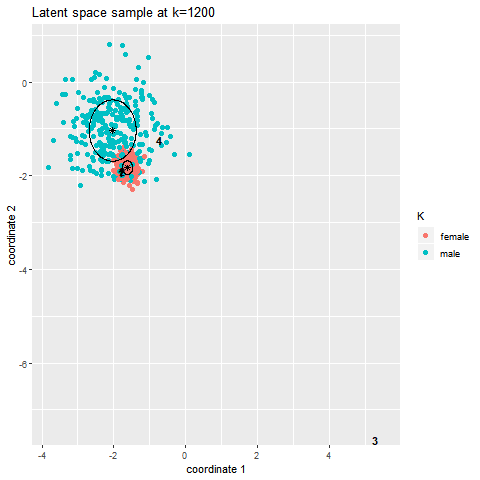 Latent space sample at k=1200
0
-2
-4
-6
coordinate 2
4
3
-4
-2
0
2
4
coordinate 1
K
female
male